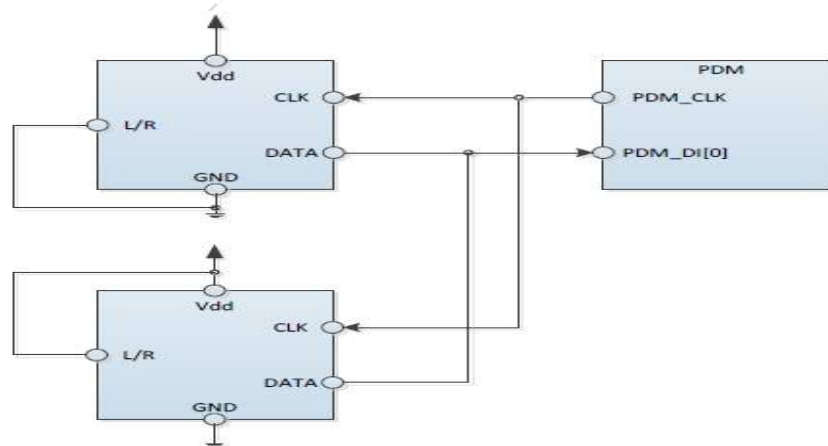 Vdd
CLK
L/R
DATA
GND
PDM
PDM_CLK
PDM_DI[0]
Vdd
CLK
L/R
DATA
GND